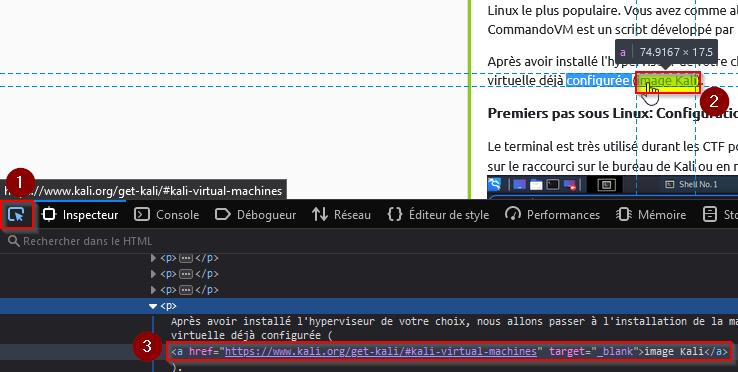 Linux le plus populaire. Vous avez comme al
CommandoVM est un script développé par
a 74.9167 × 17.5
Après avoir installé l'hyperviseur de votre ch
virtuelle déjà configurée (image Kali).
2
Premiers pas sous Linux: Configuratio
Le terminal est très utilisé durant les CTF po
sur le raccourci sur le bureau de Kali ou en r
1
https://www.kali.org/get-kali/#kali-virtual-machines
Shell No. 1
Inspecteur Console Débogueur Réseau Éditeur de style Performances Mémoire Sto
Rechercher dans le HTML
<p> </p>
<p> </p>
<p> </p>
<p>
Après avoir installé l'hyperviseur de votre choix, nous allons passer à l'installation de la ma
virtuelle déjà configurée (
3
<a href="https://www.kali.org/get-kali/#kali-virtual-machines" target="_blank">image Kali</a>
).